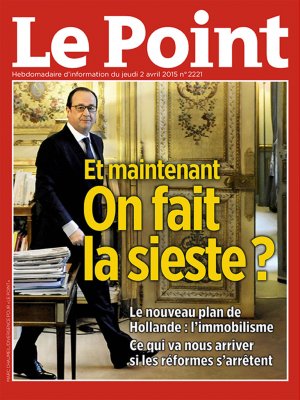 Le Point
Hebdomadaire d'information du jeudi 2 avril 2015 n° 2221
Et maintenant
On fait
la sieste ?
Le nouveau plan de
Hollande : l'immobilisme
Ce qui va nous arriver
si les réformes s'arrêtent